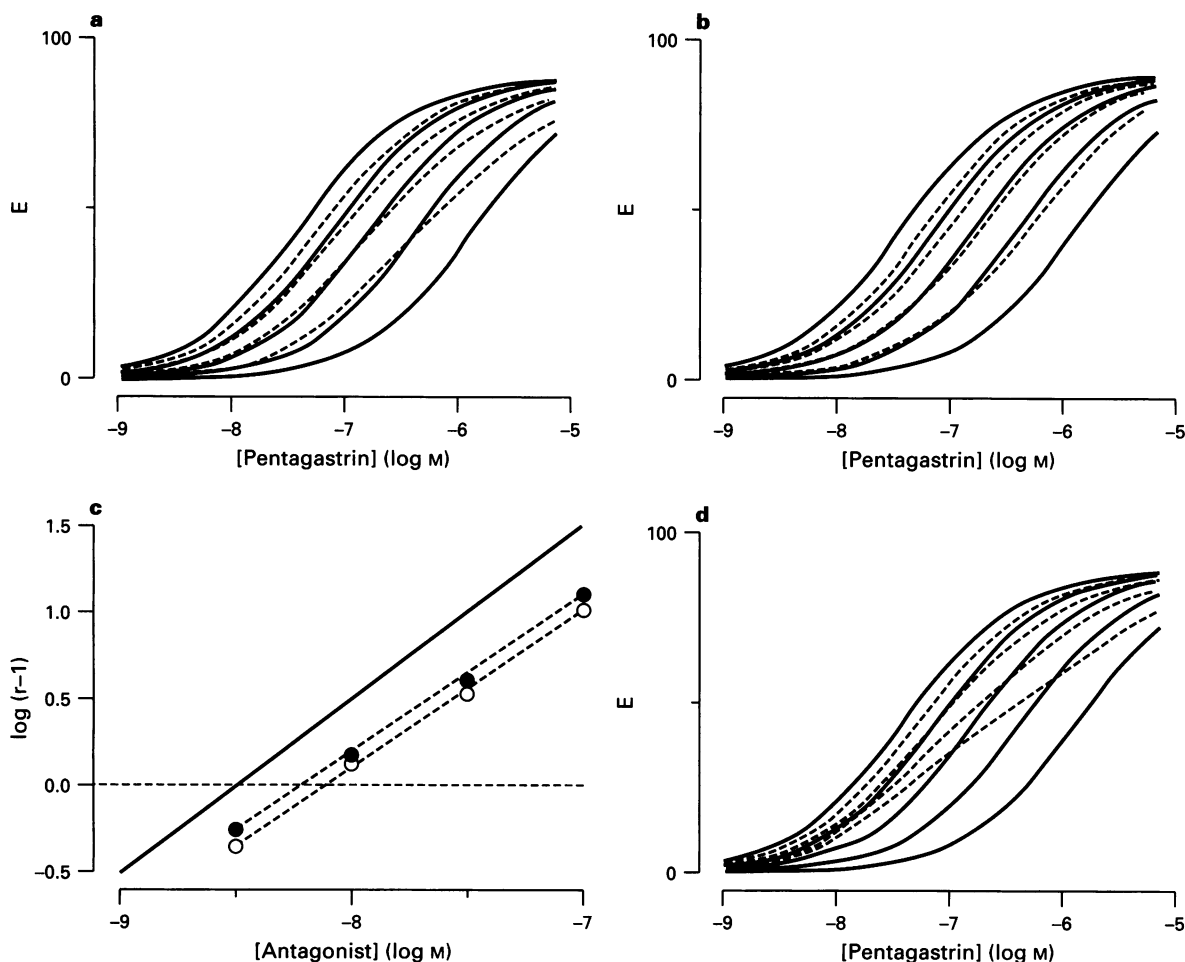 a
100
E
0
-9 -8 -7 -6 -5
[Pentagastrin] (log M)
b
100
E
0
-9 -8 -7 -6 -5
[Pentagastrin] (log M)
c
1.5
1.0
log (r-1)
0.5
0.0
-0.5
-9 -8 -7
[Antagonist] (log M)
d
100
E
0
-9 -8 -7 -6 -5
[Pentagastrin] (log M)